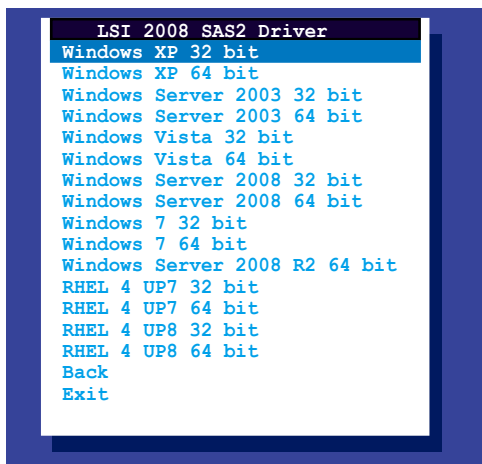 LSI 2008 SAS2 Driver
Windows XP 32 bit
Windows XP 64 bit
Windows Server 2003 32 bit
Windows Server 2003 64 bit
Windows Vista 32 bit
Windows Vista 64 bit
Windows Server 2008 32 bit
Windows Server 2008 64 bit
Windows 7 32 bit
Windows 7 64 bit
Windows Server 2008 R2 64 bit
RHEL 4 UP7 32 bit
RHEL 4 UP7 64 bit
RHEL 4 UP8 32 bit
RHEL 4 UP8 64 bit
Back
Exit